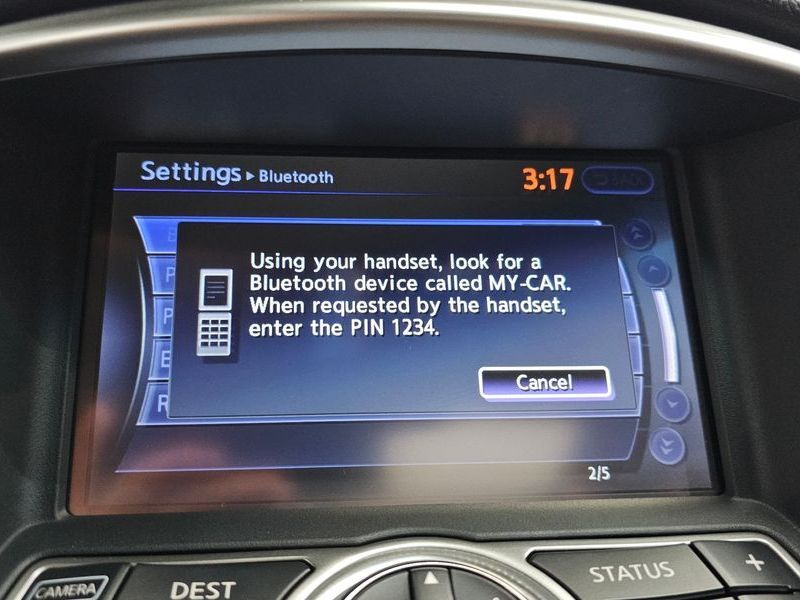 Settings ▸ Bluetooth
3:17
BACK
E
P
P
E
R
Using your handset, look for a
Bluetooth device called MY-CAR.
When requested by the handset,
enter the PIN 1234.
Cancel
2/5
CAMERA
DEST
STATUS
+